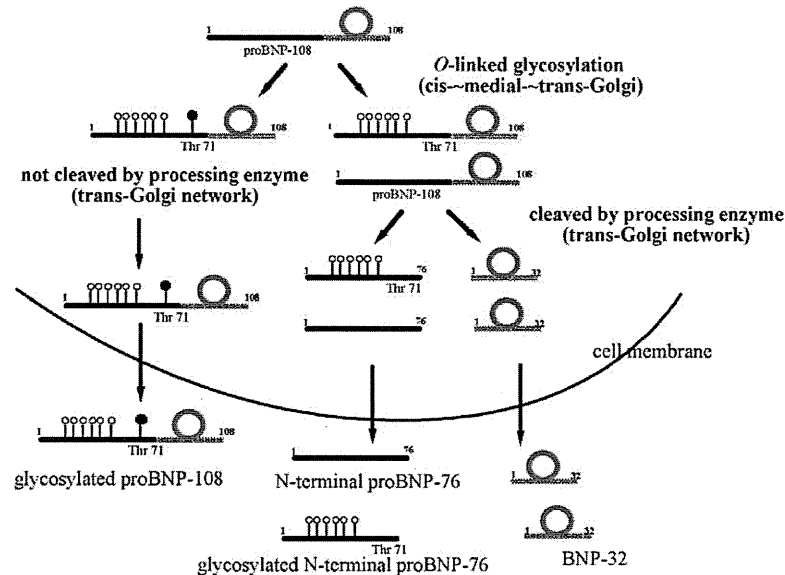 1 108
proBNP-108
O-linked glycosylation
(cis-~medial-~trans-Golgi)
1 108
Thr 71
1 108
Thr 71
not cleaved by processing enzyme
(trans-Golgi network)
1 108
proBNP-108
cleaved by processing enzyme
(trans-Golgi network)
1 76
Thr 71
1 32
1 108
Thr 71
1 76
1 32
cell membrane
1 108
Thr 71
glycosylated proBNP-108
1 76
N-terminal proBNP-76
1 32
1 32
Thr 71
glycosylated N-terminal proBNP-76
BNP-32